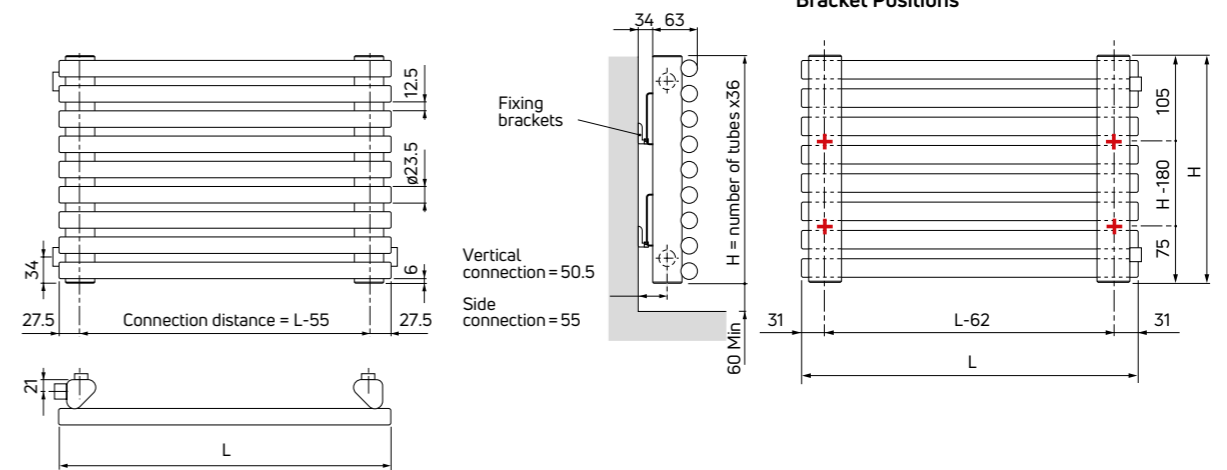 Bracket Positions
34 63
12.5
Fixing
brackets
ø23.5
H = number of tubes x36
105
H -180
H
75
34
6
Vertical
connection = 50.5
Side
connection = 55
27.5 Connection distance = L-55 27.5
60 Min
31 L-62 31
L
21
L